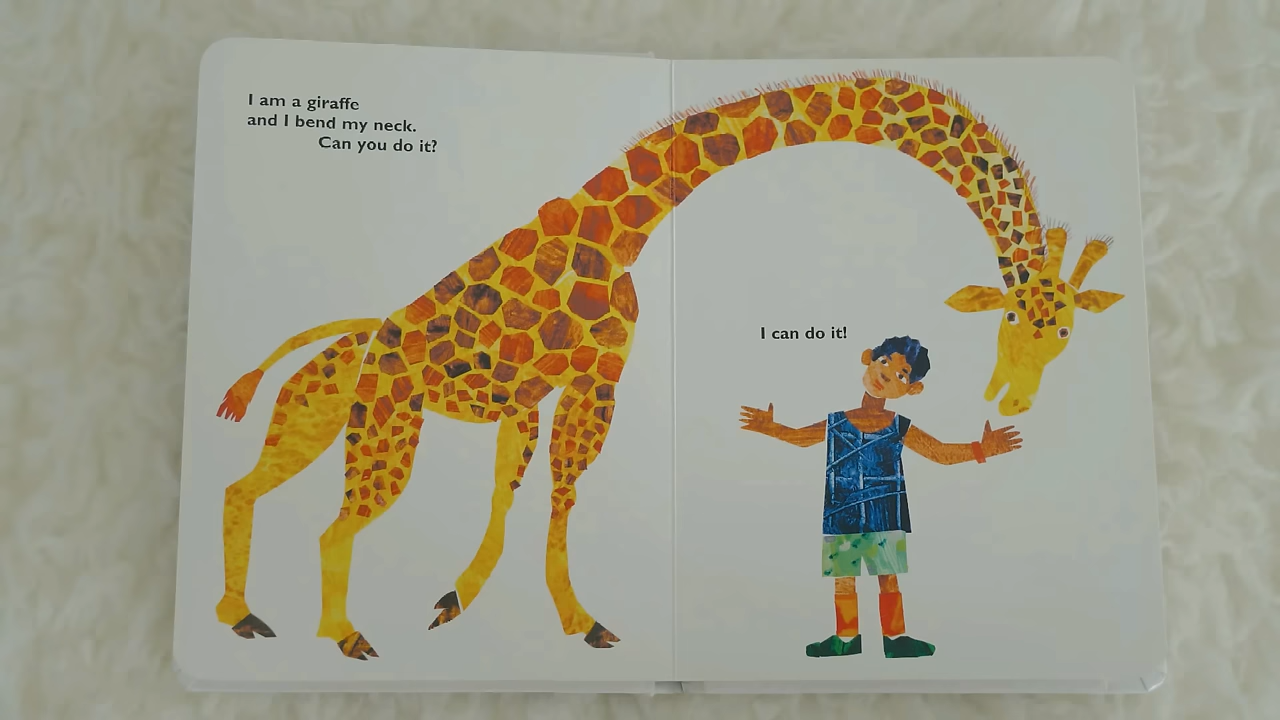 I am a giraffe
and I bend my neck.
Can you do it?
I can do it!